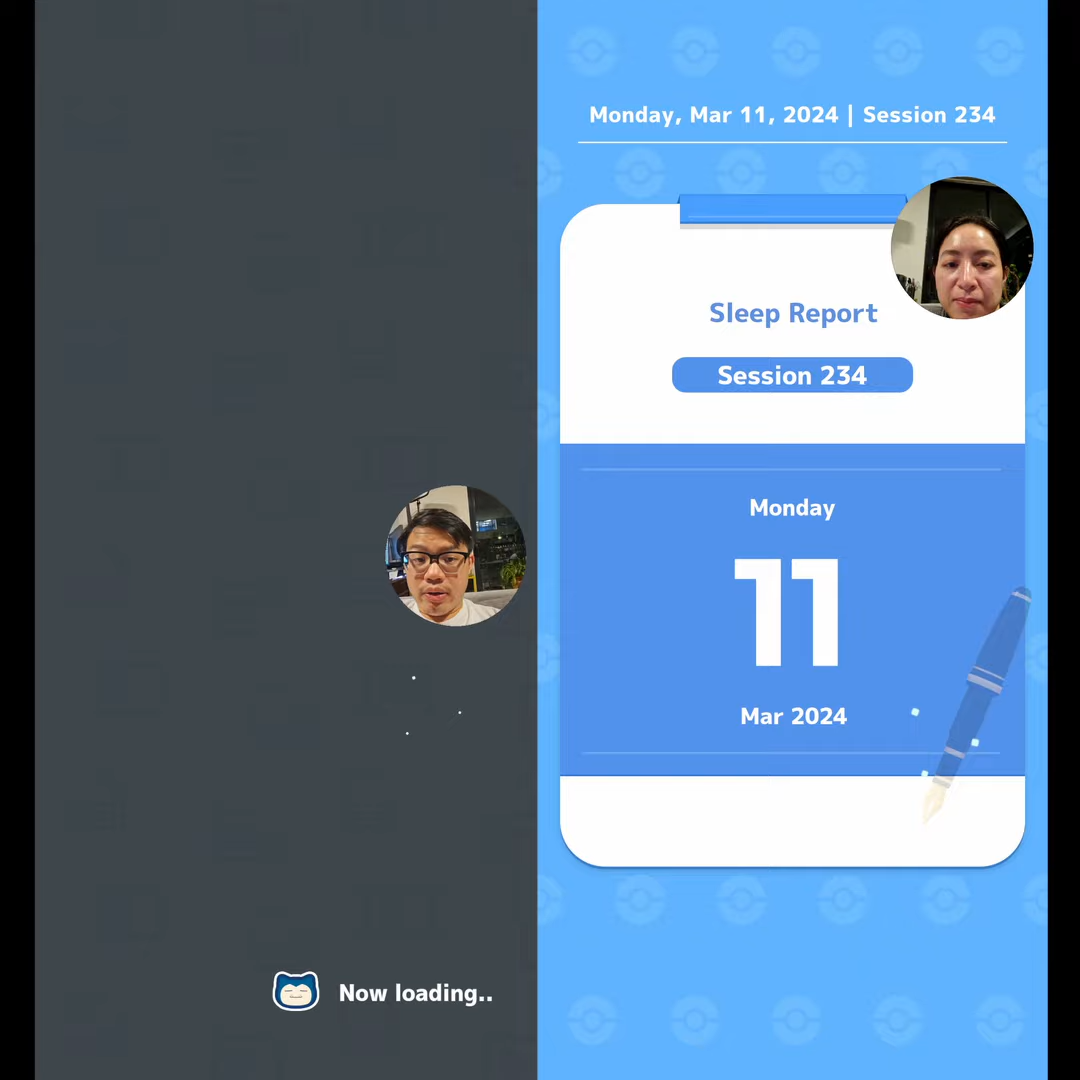 Monday, Mar 11, 2024 | Session 234
Sleep Report
Session 234
Monday
11
Mar 2024
Now loading..